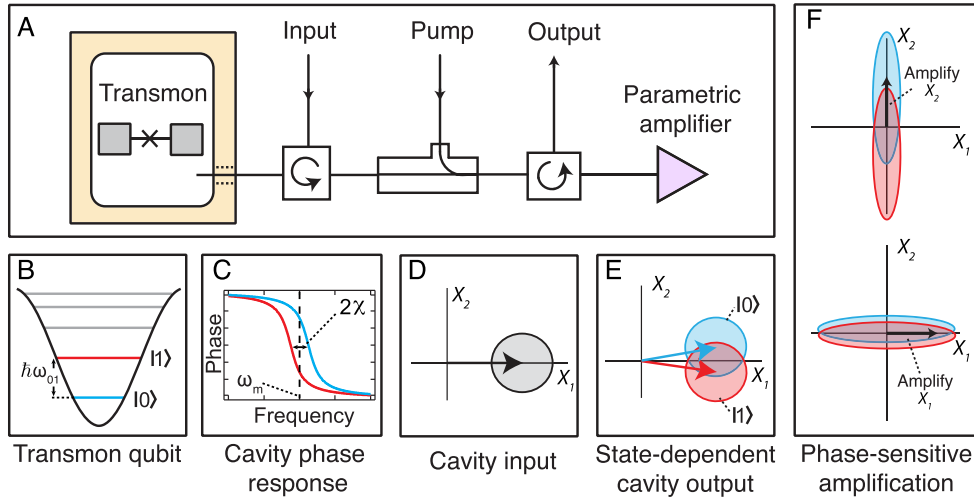 A
Input
Pump
Output
Transmon
Parametric
amplifier
B
|1⟩
ħω01
|0⟩
Transmon qubit
C
2χ
Phase
ωm
Frequency
Cavity phase
response
D
X2
X1
Cavity input
E
X2
|0⟩
X1
|1⟩
State-dependent
cavity output
F
X2
Amplify
X2
X1
X2
X1
Amplify
X1
Phase-sensitive
amplification